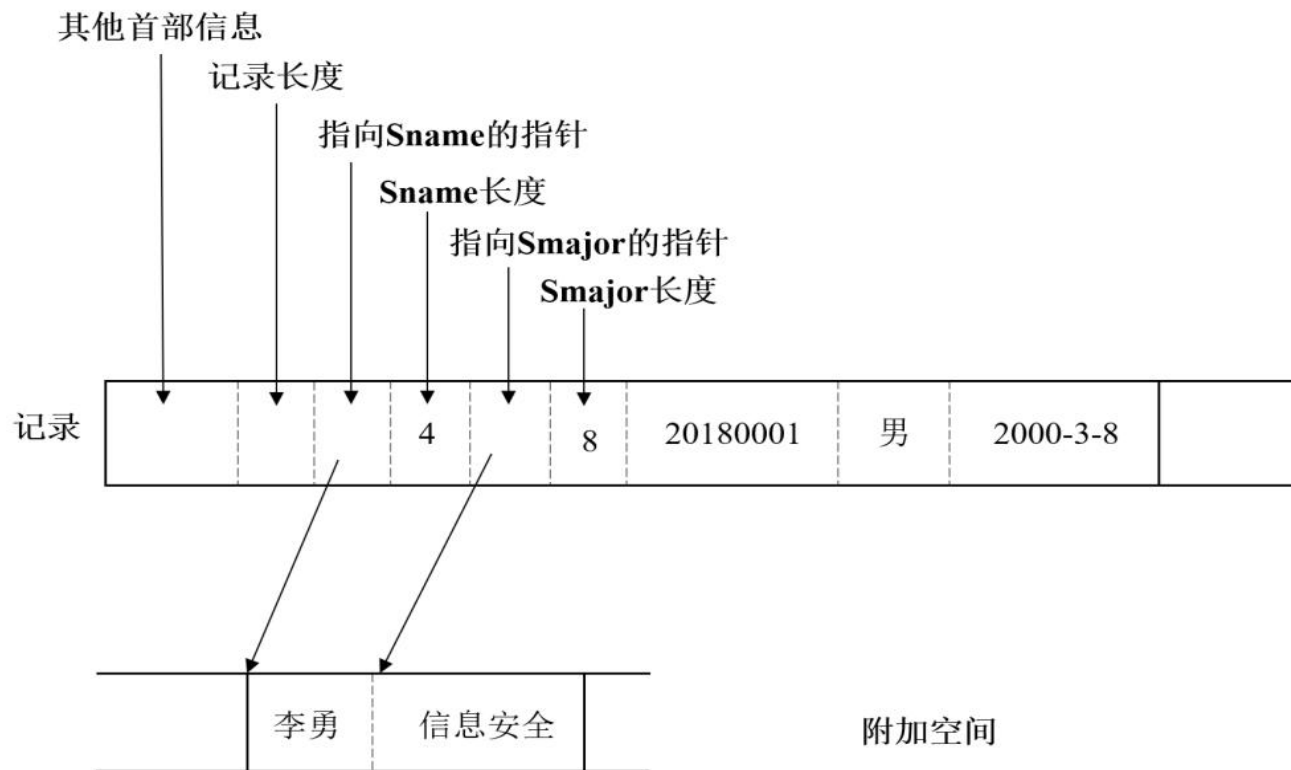 其他首部信息
记录长度
指向Sname的指针
Sname长度
指向Smajor的指针
Smajor长度
记录
4
8
20180001
男
2000-3-8
李勇
信息安全
附加空间